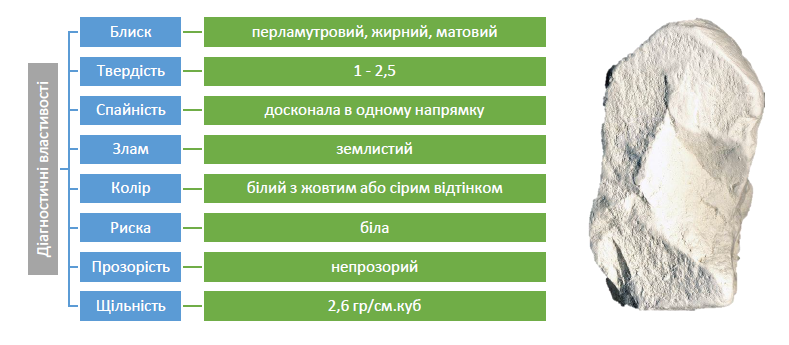 Діагностичні властивості
Блиск
перламутровий, жирний, матовий
Твердість
1 - 2,5
Спайність
досконала в одному напрямку
Злам
землистий
Колір
білий з жовтим або сірим відтінком
Риска
біла
Прозорість
непрозорий
Щільність
2,6 гр/см.куб